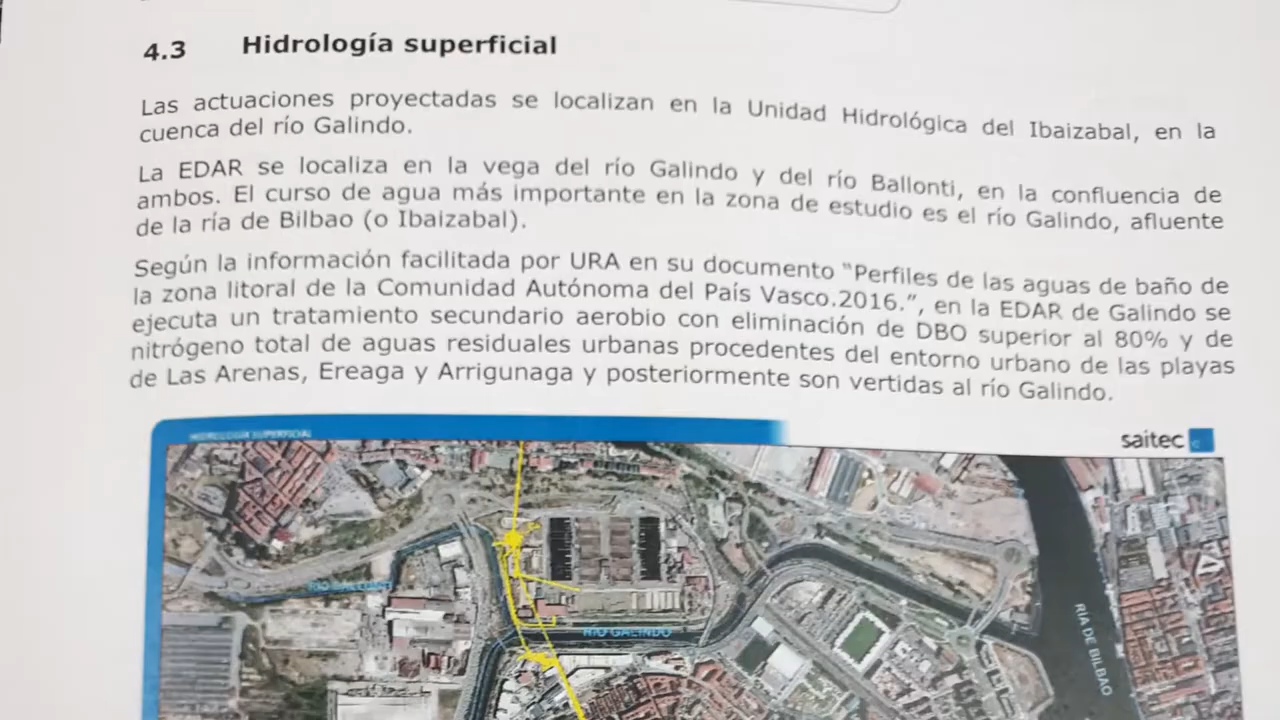 4.3 Hidrología superficial
Las actuaciones proyectadas se localizan en la Unidad Hidrológica del Ibaizabal, en la
cuenca del río Galindo.
La EDAR se localiza en la vega del río Galindo y del río Ballonti, en la confluencia de
ambos. El curso de agua más importante en la zona de estudio es el río Galindo, afluente
de la ría de Bilbao (o Ibaizabal).
Según la información facilitada por URA en su documento "Perfiles de las aguas de baño de
la zona litoral de la Comunidad Autónoma del País Vasco.2016.", en la EDAR de Galindo se
ejecuta un tratamiento secundario aerobio con eliminación de DBO superior al 80% y de
nitrógeno total de aguas residuales urbanas procedentes del entorno urbano de las playas
de Las Arenas, Ereaga y Arrigunaga y posteriormente son vertidas al río Galindo.
HIDROLOGÍA SUPERFICIAL
saitec
RÍO BALLONTI
RÍO GALINDO
RÍA DE BILBAO